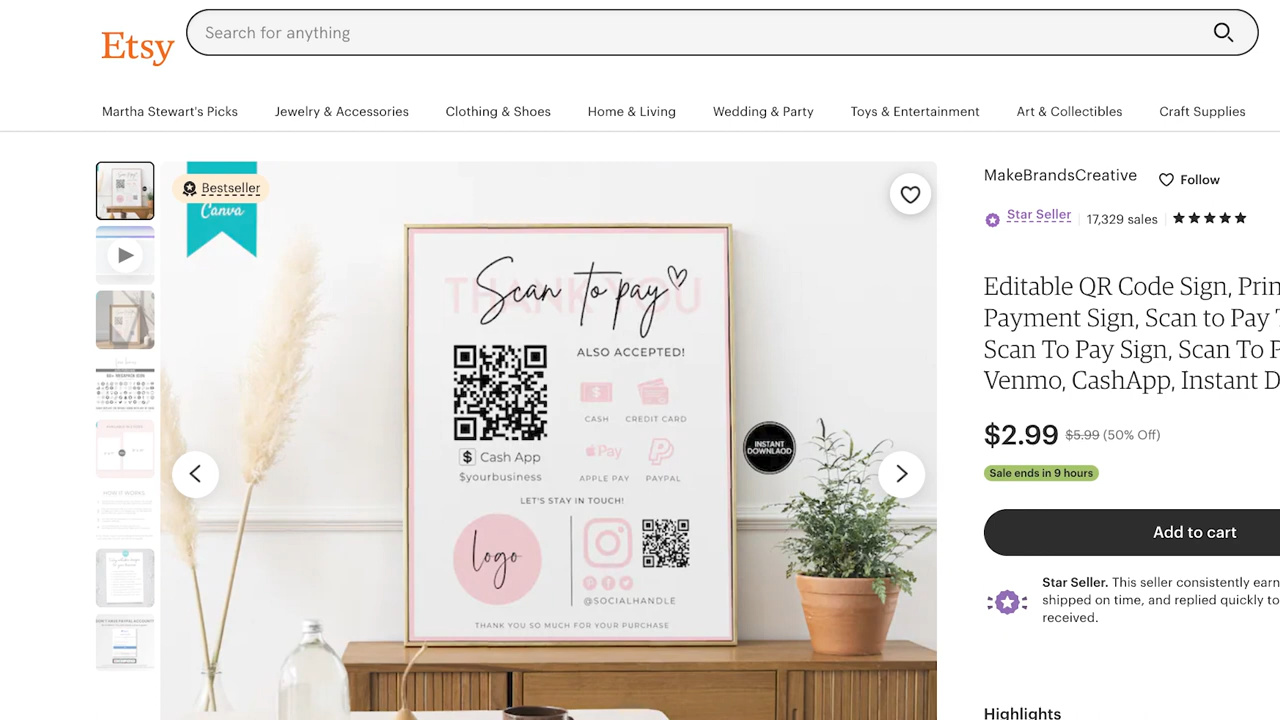 Etsy
Search for anything
Martha Stewart's Picks Jewelry & Accessories Clothing & Shoes Home & Living Wedding & Party Toys & Entertainment Art & Collectibles Craft Supplies
Bestseller
Canva
THANK YOU
Scan to pay
ALSO ACCEPTED!
CASH CREDIT CARD
$ Cash App
$yourbusiness
Pay
APPLE PAY PAYPAL
LET'S STAY IN TOUCH!
logo
@SOCIALHANDLE
THANK YOU SO MUCH FOR YOUR PURCHASE
INSTANT
DOWNLAOD
MakeBrandsCreative Follow
Star Seller 17,329 sales
Editable QR Code Sign, Prin
Payment Sign, Scan to Pay T
Scan To Pay Sign, Scan To P
Venmo, CashApp, Instant D
$2.99 $5.99 (50% Off)
Sale ends in 9 hours
Add to cart
Star Seller. This seller consistently earn
shipped on time, and replied quickly to
received.
Highlights